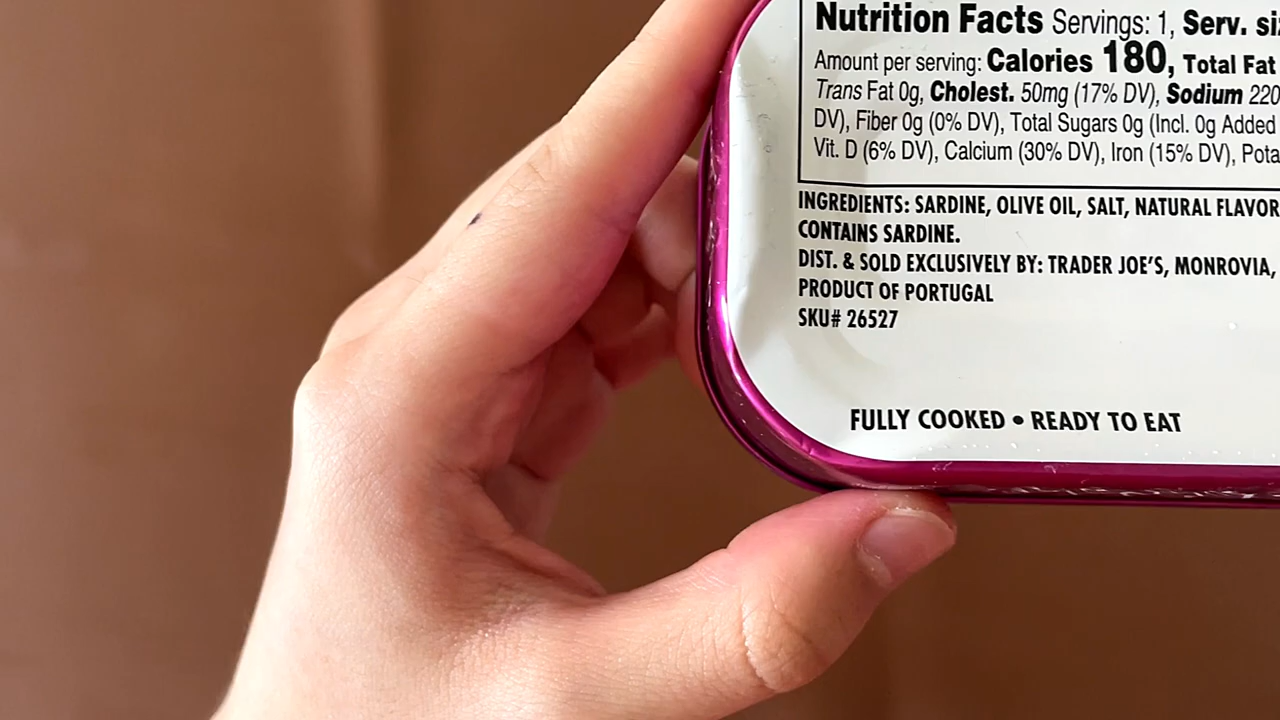 Nutrition Facts Servings: 1, Serv.
Amount per serving: Calories 180, Total Fat
Trans Fat 0g, Cholest. 50mg (17% DV), Sodium 220
DV), Fiber 0g (0% DV), Total Sugars 0g (Incl. 0g Added
Vit. D (6% DV), Calcium (30% DV), Iron (15% DV),
INGREDIENTS: SARDINE, OLIVE OIL, SALT, NATURAL FLAVOR
CONTAINS SARDINE.
DIST. & SOLD EXCLUSIVELY BY: TRADER JOE'S, MONROVIA,
PRODUCT OF PORTUGAL
SKU# 26527
FULLY COOKED • READY TO EAT